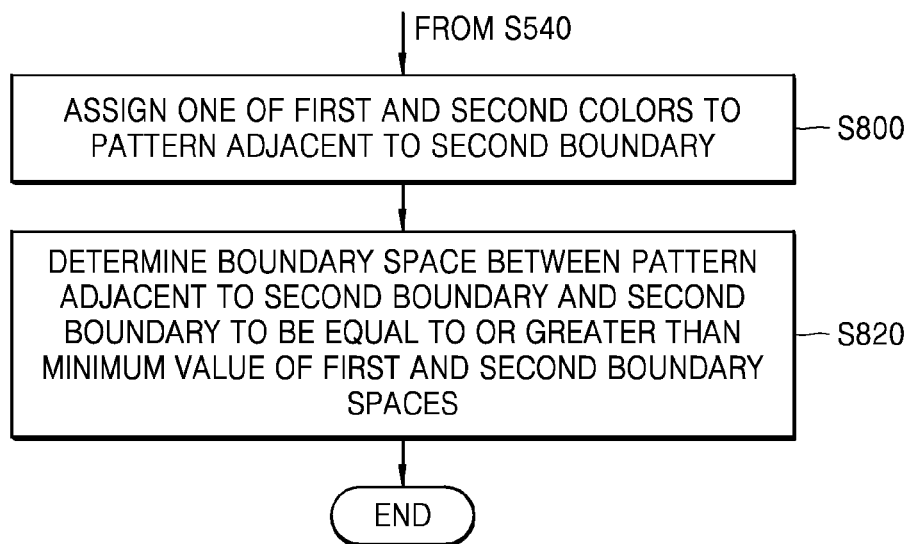 FROM S540
ASSIGN ONE OF FIRST AND SECOND COLORS TO
PATTERN ADJACENT TO SECOND BOUNDARY
S800
DETERMINE BOUNDARY SPACE BETWEEN PATTERN
ADJACENT TO SECOND BOUNDARY AND SECOND
BOUNDARY TO BE EQUAL TO OR GREATER THAN
MINIMUM VALUE OF FIRST AND SECOND BOUNDARY
SPACES
S820
END